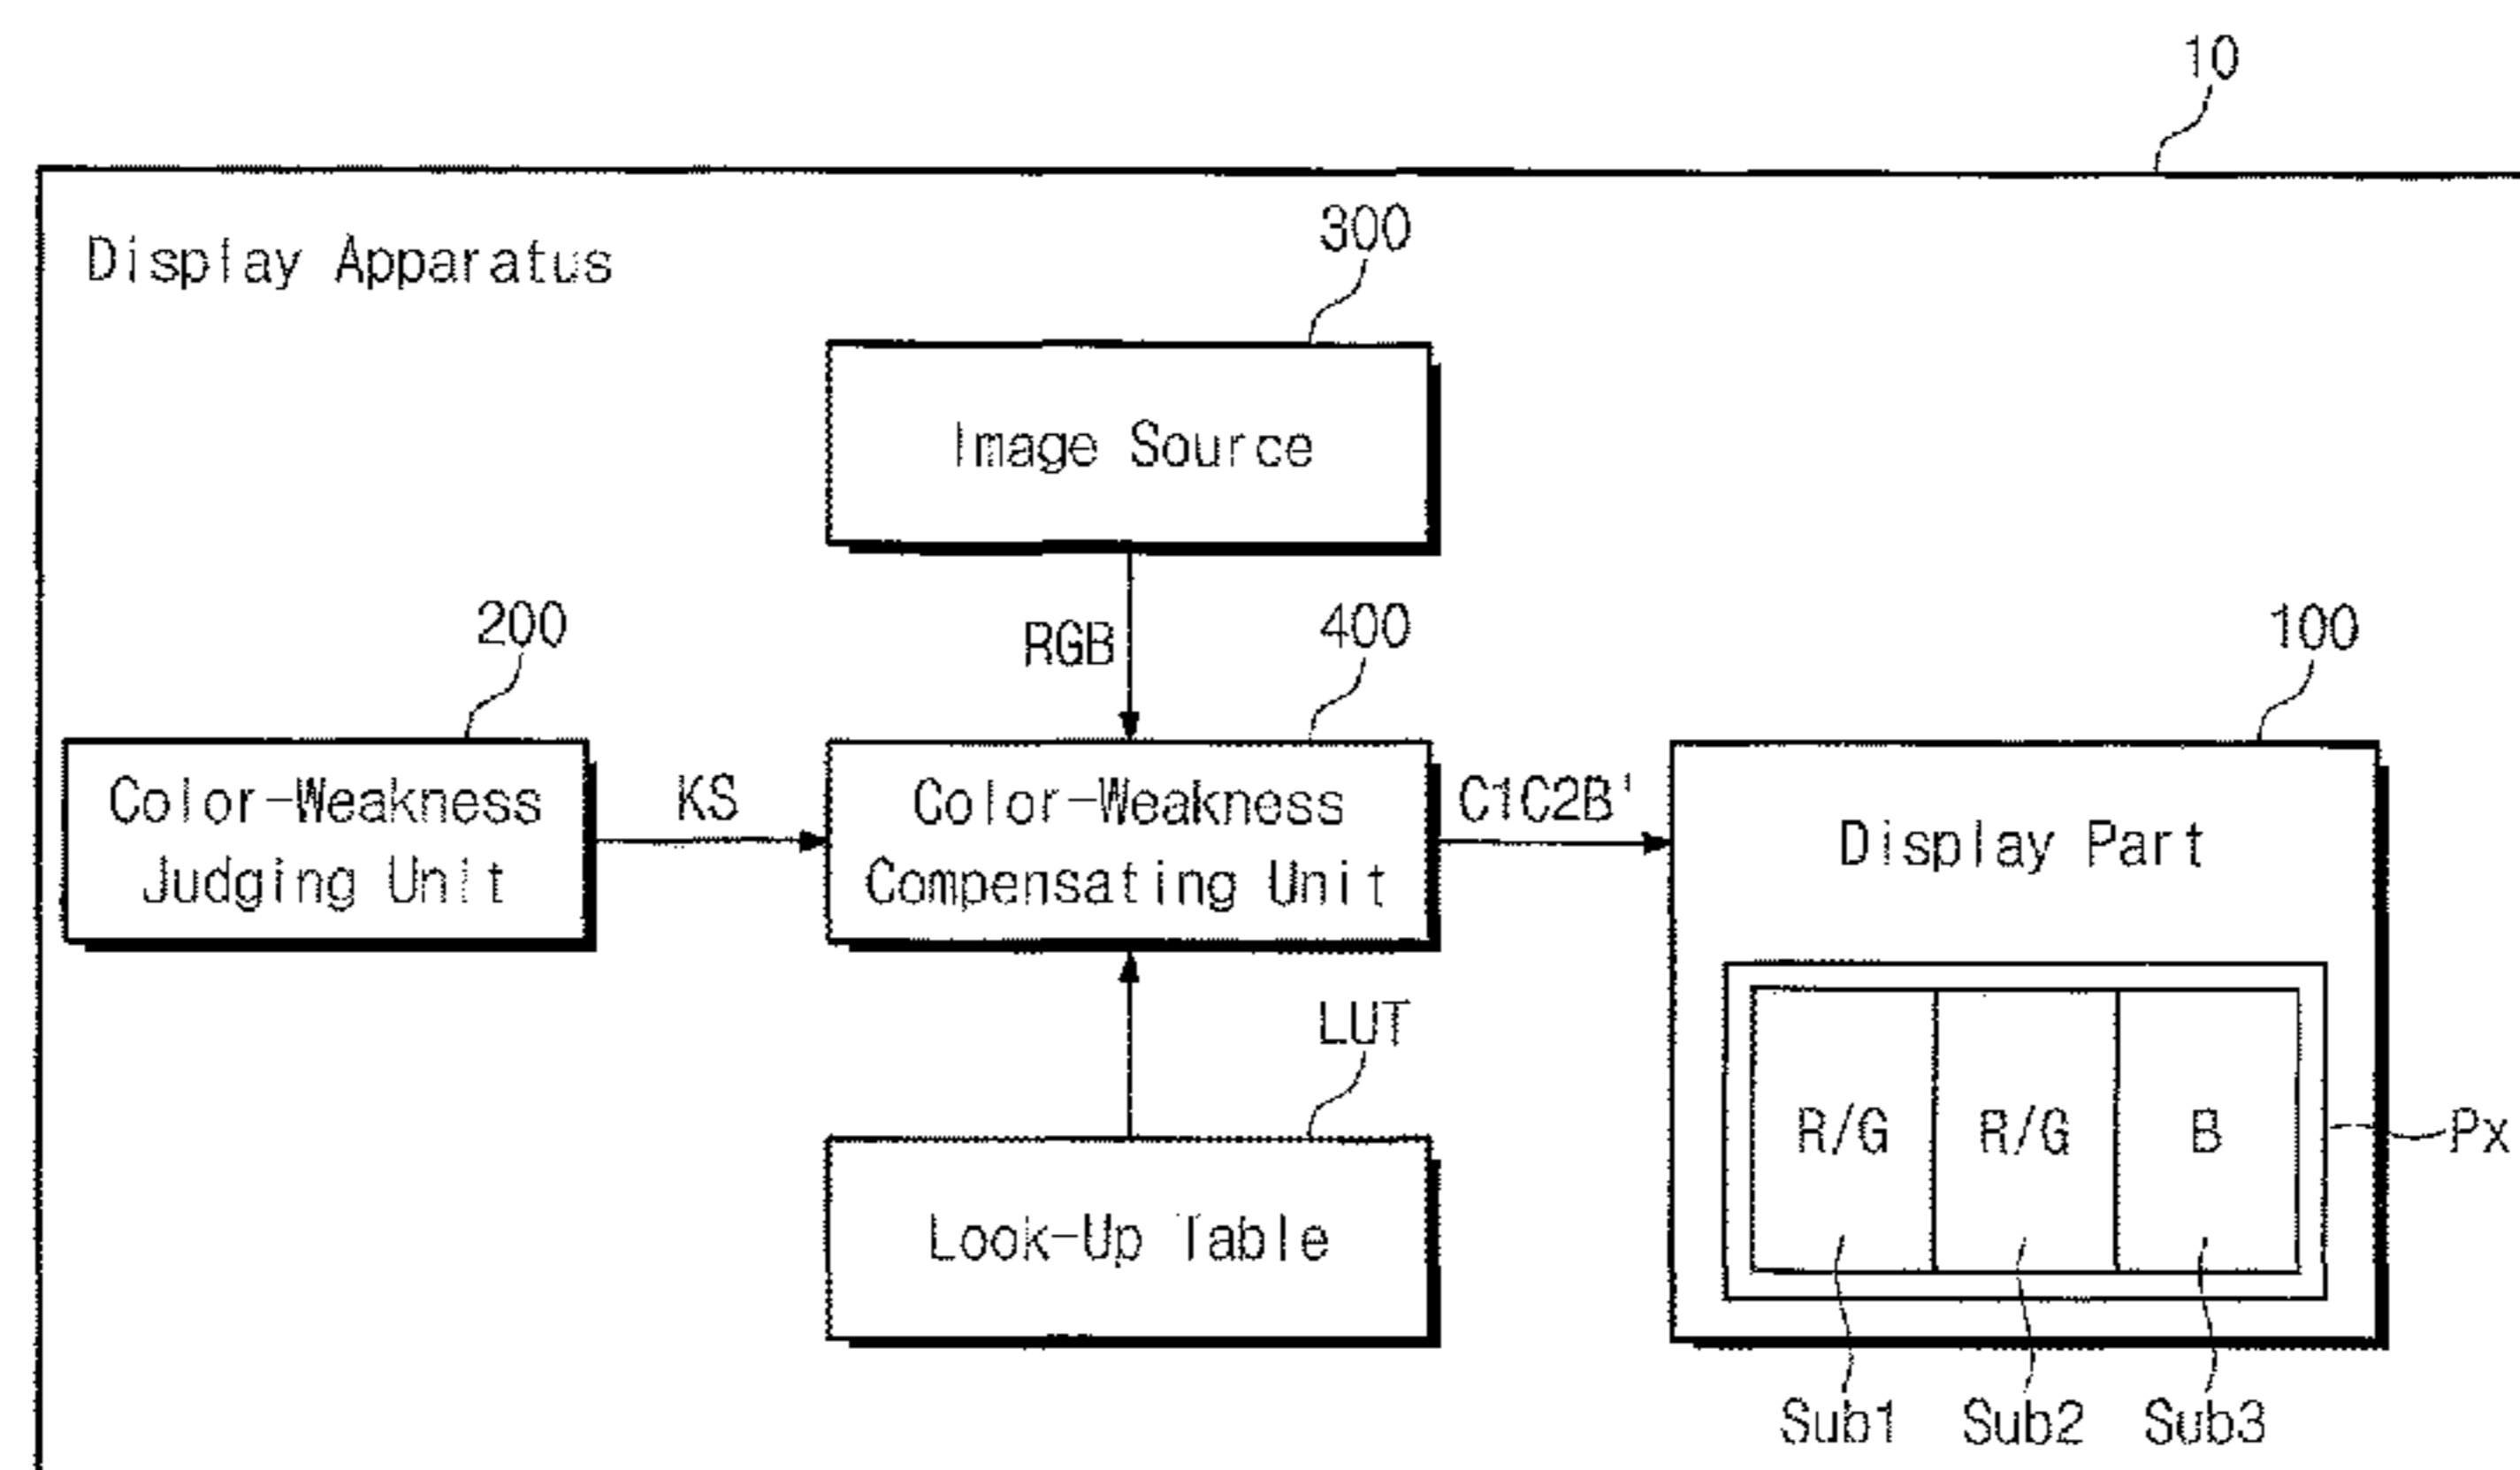 10
Display Apparatus
300
Image Source
200
RGB
400
100
Color-Weakness
Judging Unit
KS
Color-Weakness
Compensating Unit
C1C2B'
Display Part
LUT
Look-Up Table
R/G
R/G
B
Px
Sub1
Sub2
Sub3